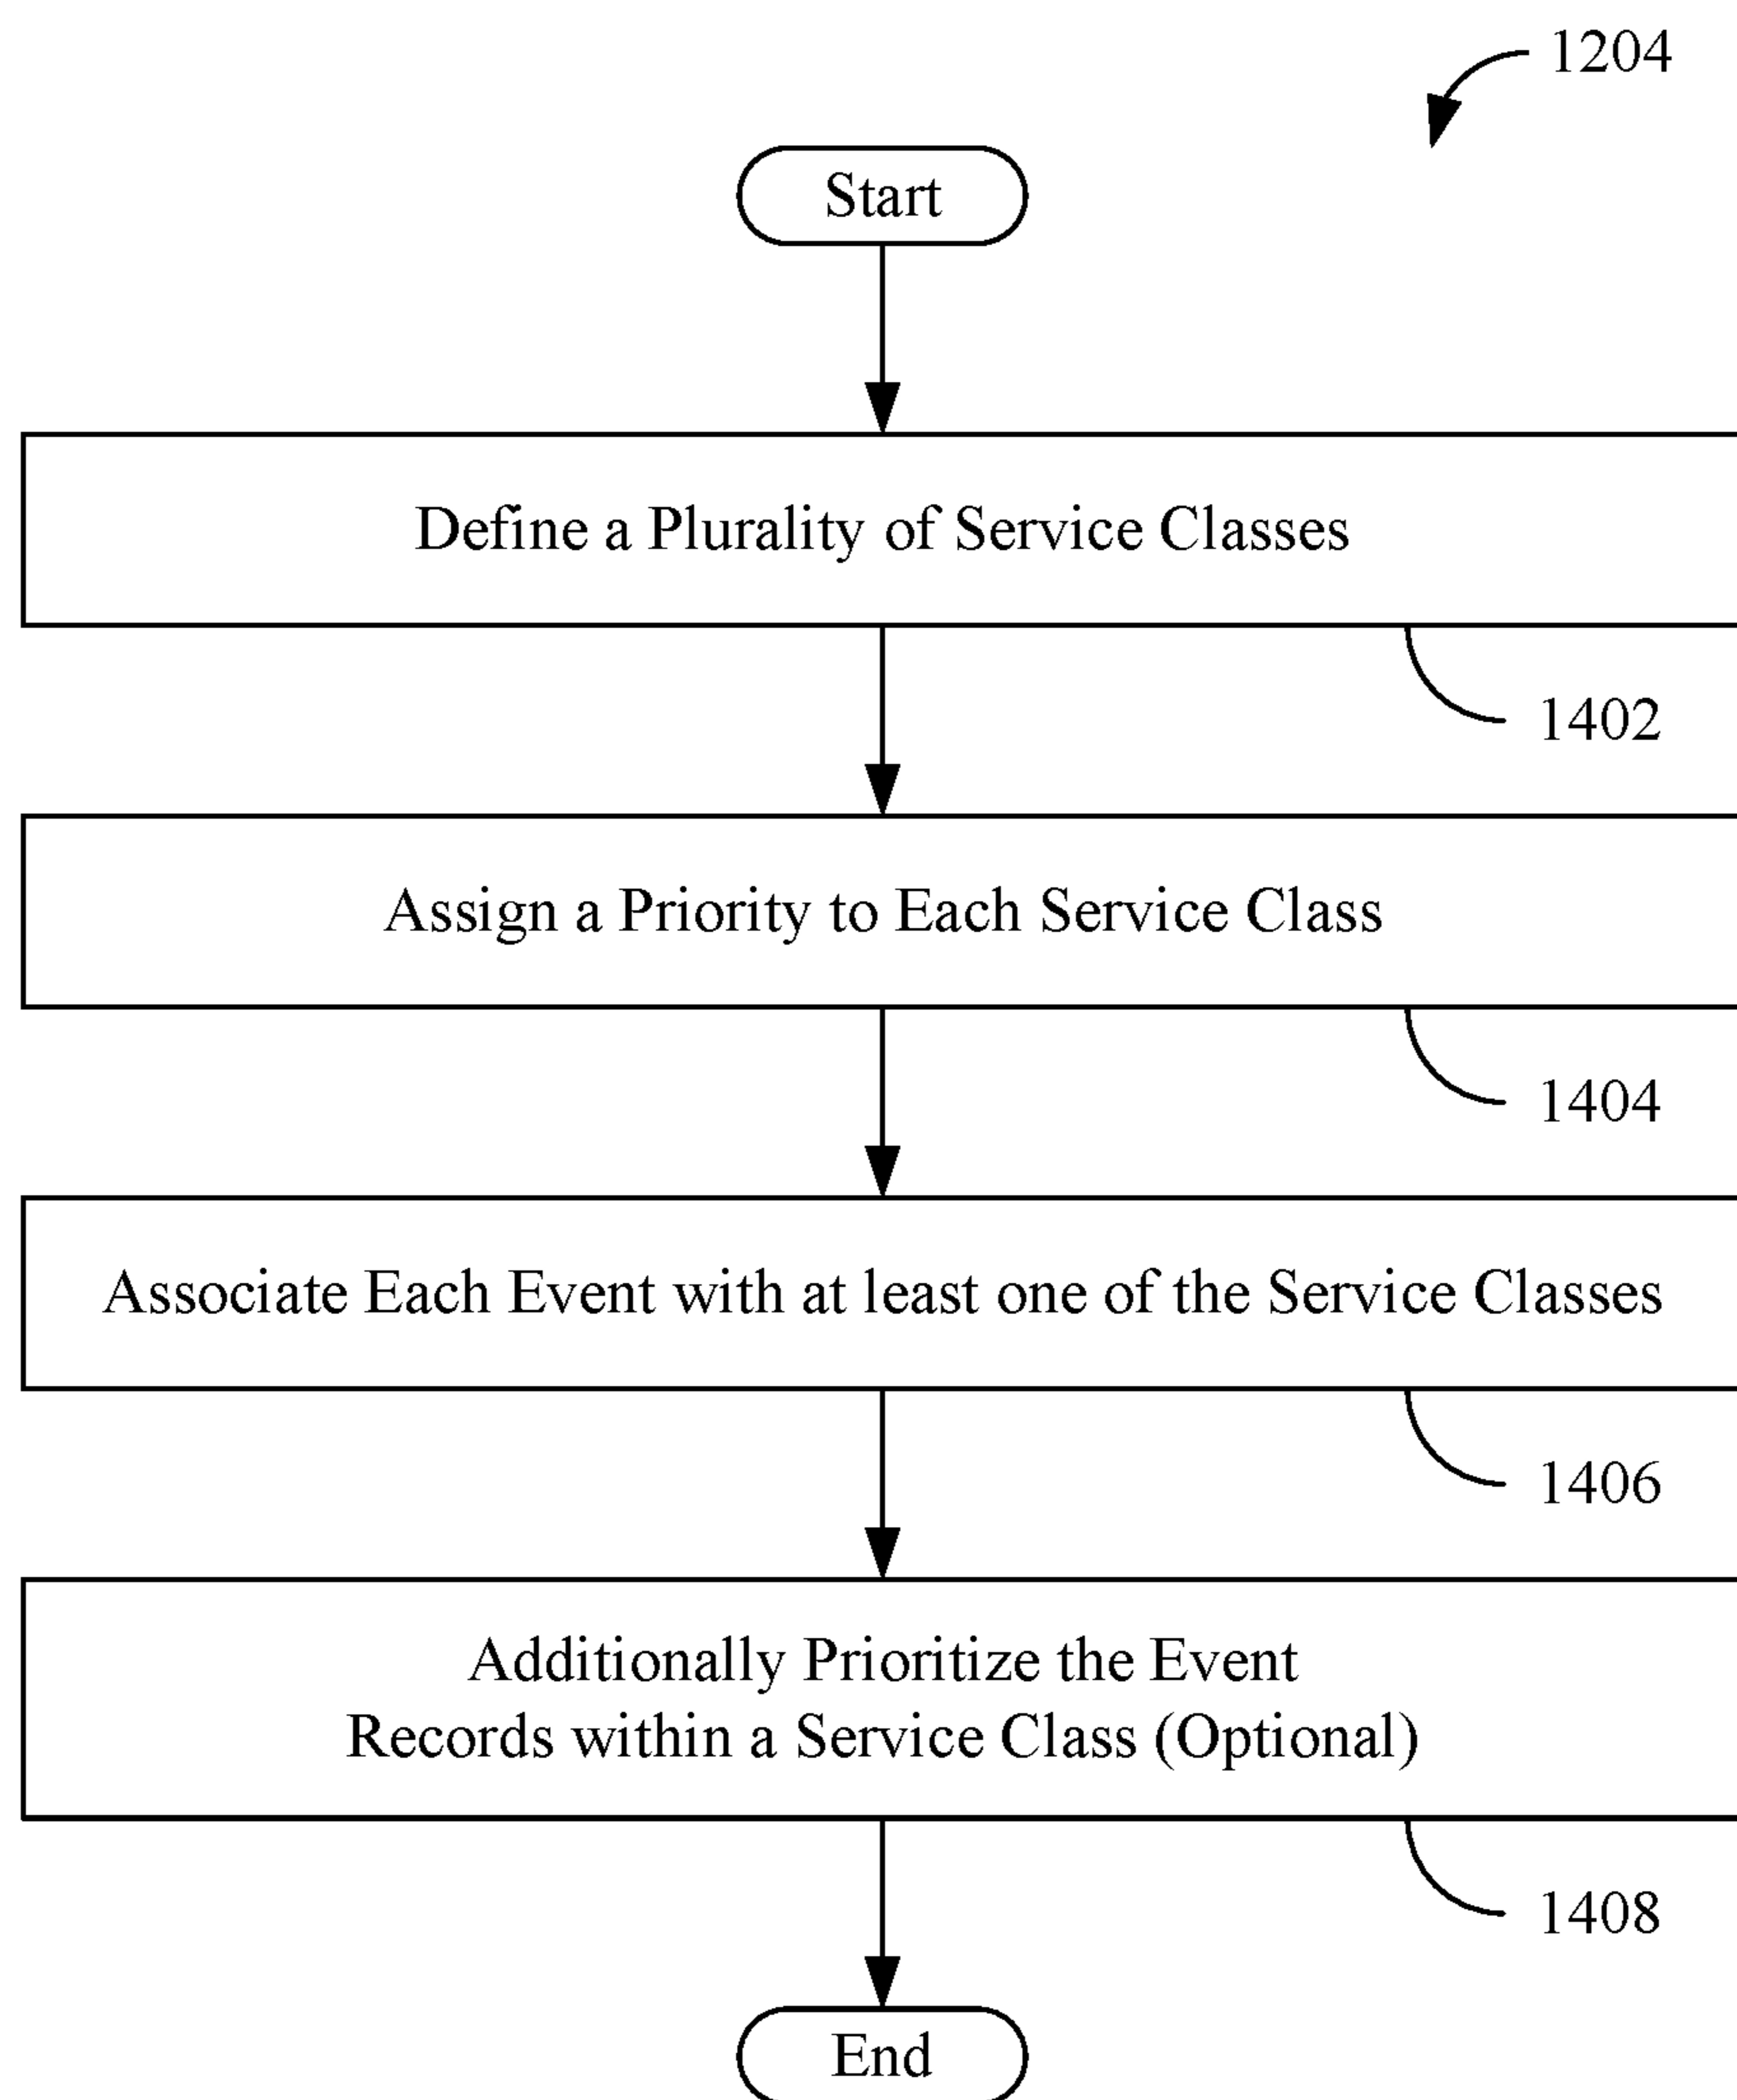 1204
Start
Define a Plurality of Service Classes
1402
Assign a Priority to Each Service Class
1404
Associate Each Event with at least one of the Service Classes
1406
Additionally Prioritize the Event
Records within a Service Class (Optional)
1408
End